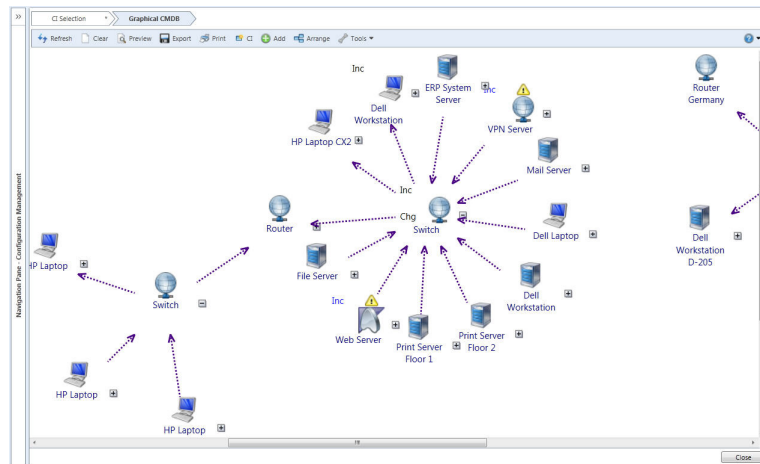 CI Selection
Graphical CMDB
Refresh Clear Preview Export Print CI Add Arrange Tools
Navigation Pane - Configuration Management
Inc
Dell
Workstation
ERP System
Server
Inc
VPN Server
Router
Germany
HP Laptop CX2
Mail Server
Inc
Chg
Switch
Router
Dell Laptop
Dell
Workstation
D-205
HP Laptop
File Server
Switch
Inc
Web Server
Print Server
Floor 1
Print Server
Floor 2
Dell
Workstation
HP Laptop
HP Laptop
Close